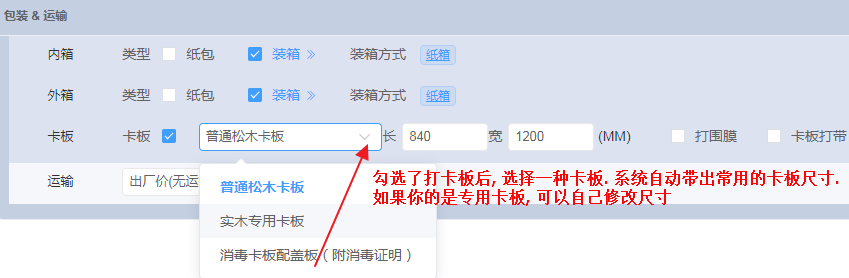 包装 & 运输
内箱 类型 纸包 装箱 » 装箱方式 纸箱
外箱 类型 纸包 装箱 » 装箱方式 纸箱
卡板 卡板 普通松木卡板 长 840 宽 1200 (MM) 打围膜 卡板打带
运输 出厂价(无运
普通松木卡板
实木专用卡板
消毒卡板配盖板（附消毒证明）
勾选了打卡板后, 选择一种卡板. 系统自动带出常用的卡板尺寸.
如果你的是专用卡板, 可以自己修改尺寸